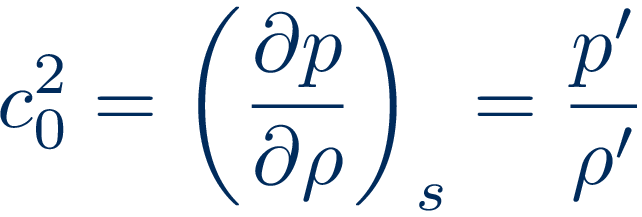 $c_0^2 = \left( \frac{\partial p}{\partial \rho} \right)_s = \frac{p'}{\rho'}$